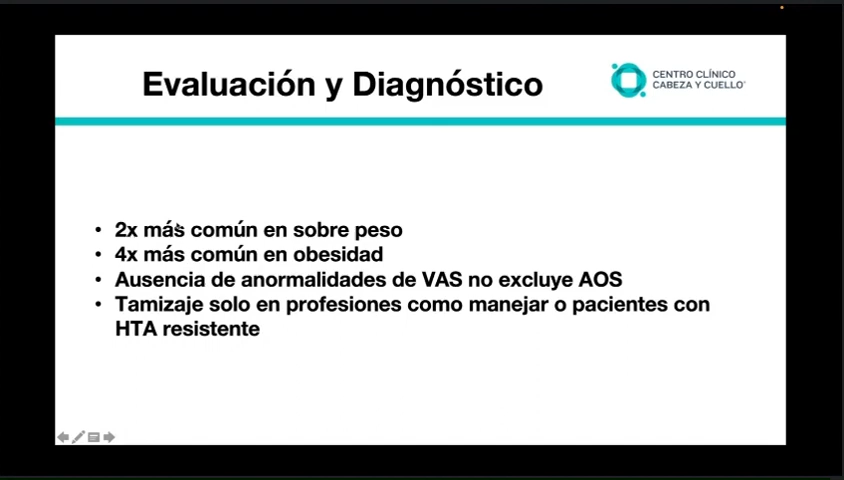 Evaluación y Diagnóstico
CENTRO CLÍNICO
CABEZA Y CUELLO
• 2x más común en sobre peso
• 4x más común en obesidad
• Ausencia de anormalidades de VAS no excluye AOS
• Tamizaje solo en profesiones como manejar o pacientes con
HTA resistente